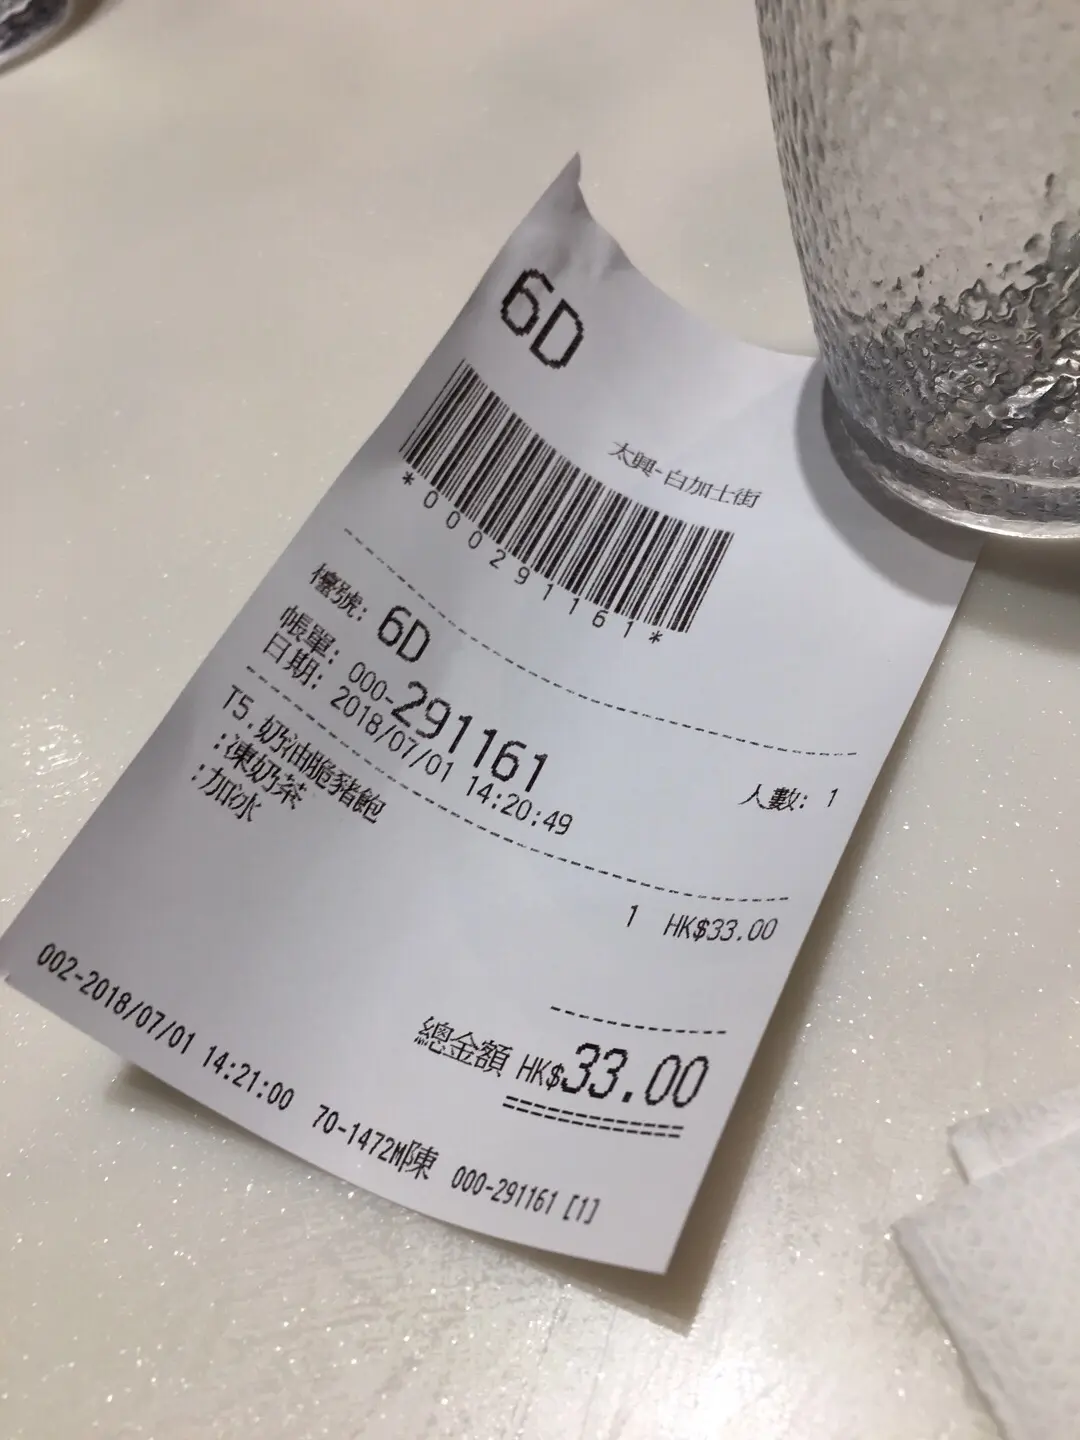 6D
太興-白加士街
*000291161*
檯號: 6D
帳單: 000-291161
人數: 1
日期: 2018/07/01 14:20:49
T5.奶油脆豬飽
1 HK$33.00
:凍奶茶
:加冰
總金額 HK$33.00
002-2018/07/01 14:21:00 70-1472M陳 000-291161 [1]